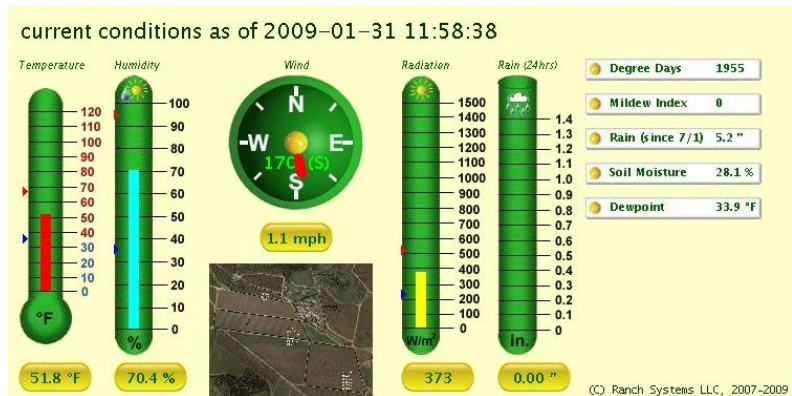 current conditions as of 2009-01-31 11:58:38
Temperature
Humidity
Wind
Radiation
Rain (24hrs)
120
110
100
90
80
70
60
50
40
30
20
10
0
°F
51.8 °F
100
90
80
70
60
50
40
30
20
10
0
%
70.4 %
N
W
E
170° (S)
S
1.1 mph
1500
1400
1300
1200
1100
1000
900
800
700
600
500
400
300
200
100
0
W/m²
373
1.4
1.3
1.2
1.1
1.0
0.9
0.8
0.7
0.6
0.5
0.4
0.3
0.2
0.1
0
in.
0.00 "
Degree Days 1955
Mildew Index 0
Rain (since 7/1) 5.2 "
Soil Moisture 28.1 %
Dewpoint 33.9 °F
(C) Ranch Systems LLC, 2007-2009